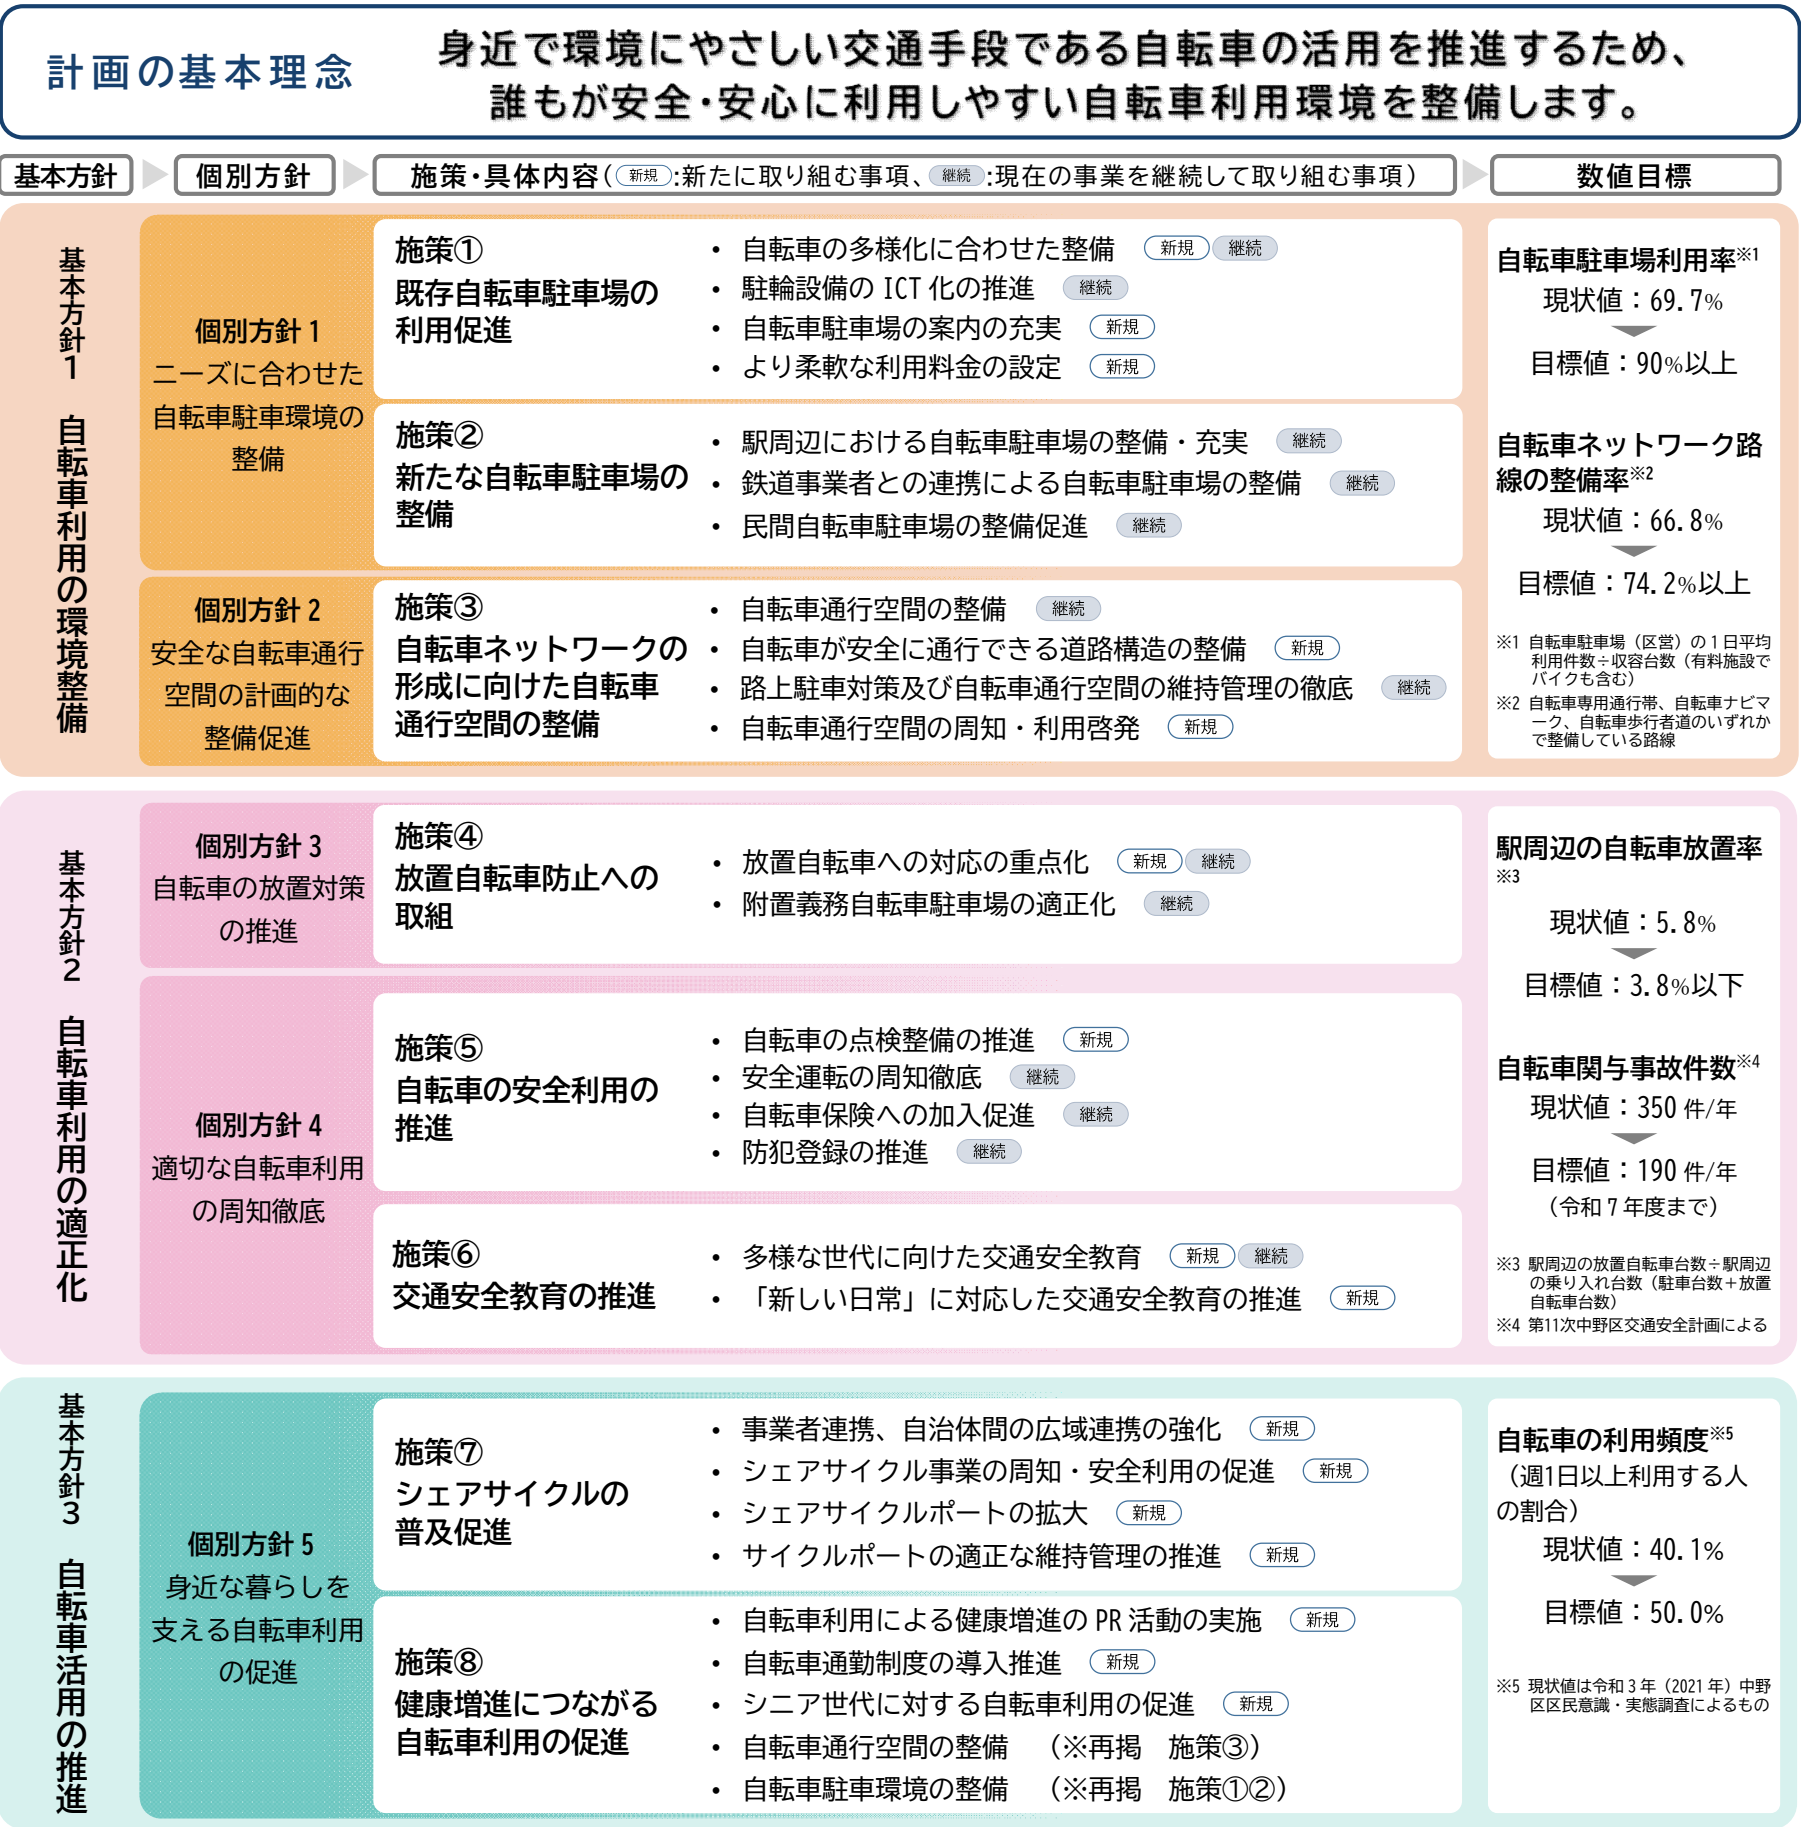 計画の基本理念
身近で環境にやさしい交通手段である自転車の活用を推進するため、
誰もが安全・安心に利用しやすい自転車利用環境を整備します。
基本方針
個別方針
施策・具体内容（新規:新たに取り組む事項、継続:現在の事業を継続して取り組む事項）
数値目標
基本方針1 自転車利用の環境整備
個別方針1
ニーズに合わせた
自転車駐車環境の
整備
施策①
既存自転車駐車場の
利用促進
・ 自転車の多様化に合わせた整備 新規 継続
・ 駐輪設備の ICT 化の推進 継続
・ 自転車駐車場の案内の充実 新規
・ より柔軟な利用料金の設定 新規
施策②
新たな自転車駐車場の
整備
・ 駅周辺における自転車駐車場の整備・充実 継続
・ 鉄道事業者との連携による自転車駐車場の整備 継続
・ 民間自転車駐車場の整備促進 継続
個別方針2
安全な自転車通行
空間の計画的な
整備促進
施策③
自転車ネットワークの
形成に向けた自転車
通行空間の整備
・ 自転車通行空間の整備 継続
・ 自転車が安全に通行できる道路構造の整備 新規
・ 路上駐車対策及び自転車通行空間の維持管理の徹底 継続
・ 自転車通行空間の周知・利用啓発 新規
自転車駐車場利用率※1
現状値：69.7%
目標値：90%以上
自転車ネットワーク路
線の整備率※2
現状値：66.8%
目標値：74.2%以上
※1 自転車駐車場（区営）の1日平均
利用件数÷収容台数（有料施設で
バイクも含む）
※2 自転車専用通行帯、自転車ナビマ
ーク、自転車歩行者道のいずれか
で整備している路線
基本方針2 自転車利用の適正化
個別方針3
自転車の放置対策
の推進
施策④
放置自転車防止への
取組
・ 放置自転車への対応の重点化 新規 継続
・ 附置義務自転車駐車場の適正化 継続
個別方針4
適切な自転車利用
の周知徹底
施策⑤
自転車の安全利用の
推進
・ 自転車の点検整備の推進 新規
・ 安全運転の周知徹底 継続
・ 自転車保険への加入促進 継続
・ 防犯登録の推進 継続
施策⑥
交通安全教育の推進
・ 多様な世代に向けた交通安全教育 新規 継続
・ 「新しい日常」に対応した交通安全教育の推進 新規
駅周辺の自転車放置率
※3
現状値：5.8%
目標値：3.8%以下
自転車関与事故件数※4
現状値：350 件/年
目標値：190 件/年
（令和7年度まで）
※3 駅周辺の放置自転車台数÷駅周辺
の乗り入れ台数（駐車台数＋放置
自転車台数）
※4 第11次中野区交通安全計画による
基本方針3 自転車活用の推進
個別方針5
身近な暮らしを
支える自転車利用
の促進
施策⑦
シェアサイクルの
普及促進
・ 事業者連携、自治体間の広域連携の強化 新規
・ シェアサイクル事業の周知・安全利用の促進 新規
・ シェアサイクルポートの拡大 新規
・ サイクルポートの適正な維持管理の推進 新規
施策⑧
健康増進につながる
自転車利用の促進
・ 自転車利用による健康増進の PR 活動の実施 新規
・ 自転車通勤制度の導入推進 新規
・ シニア世代に対する自転車利用の促進 新規
・ 自転車通行空間の整備 （※再掲 施策③）
・ 自転車駐車環境の整備 （※再掲 施策①②）
自転車の利用頻度※5
（週1日以上利用する人
の割合）
現状値：40.1%
目標値：50.0%
※5 現状値は令和3年（2021年）中野
区区民意識・実態調査によるもの